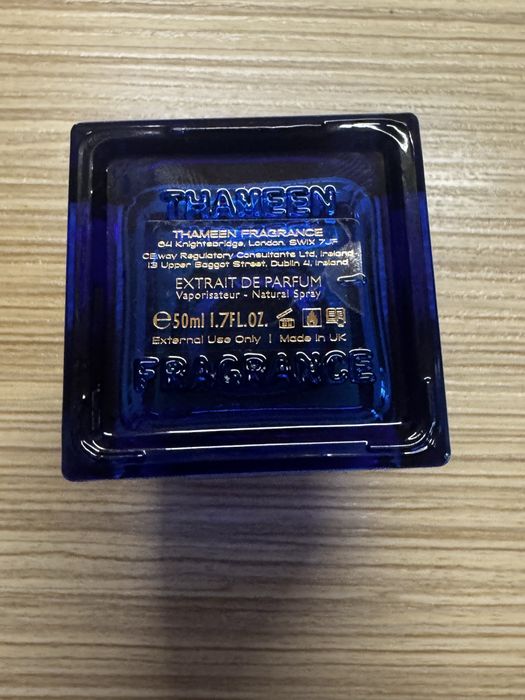 THAMEEN
THAMEEN FRAGRANCE
64 Knightsbridge, London, SW1X 7JF
CEway Regulatory Consultants Ltd, Ireland
13 Upper Baggot Street, Dublin 4, Ireland
EXTRAIT DE PARFUM
Vaporisateur - Natural Spray
℮50ml 1.7FL.OZ.
External Use Only | Made in UK
FRAGRANCE